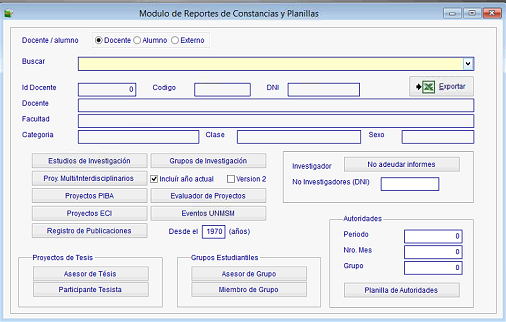 Modulo de Reportes de Constancias y Planillas
Docente / alumno Docente Alumno Externo
Buscar
Id Docente 0 Codigo DNI Exportar
Docente
Facultad
Categoria Clase Sexo
Estudios de Investigación Grupos de Investigación
Proy. Multi/Interdisciplinarios Incluír año actual Version 2
Proyectos PIBA Evaluador de Proyectos
Proyectos ECI Eventos UNMSM
Registro de Publicaciones Desde el 1970 (años)
Investigador No adeudar informes
No Investigadores (DNI)
Autoridades
Periodo 0
Nro. Mes 0
Grupo 0
Planilla de Autoridades
Proyectos de Tesis
Asesor de Tésis
Participante Tesista
Grupos Estudiantiles
Asesor de Grupo
Miembro de Grupo